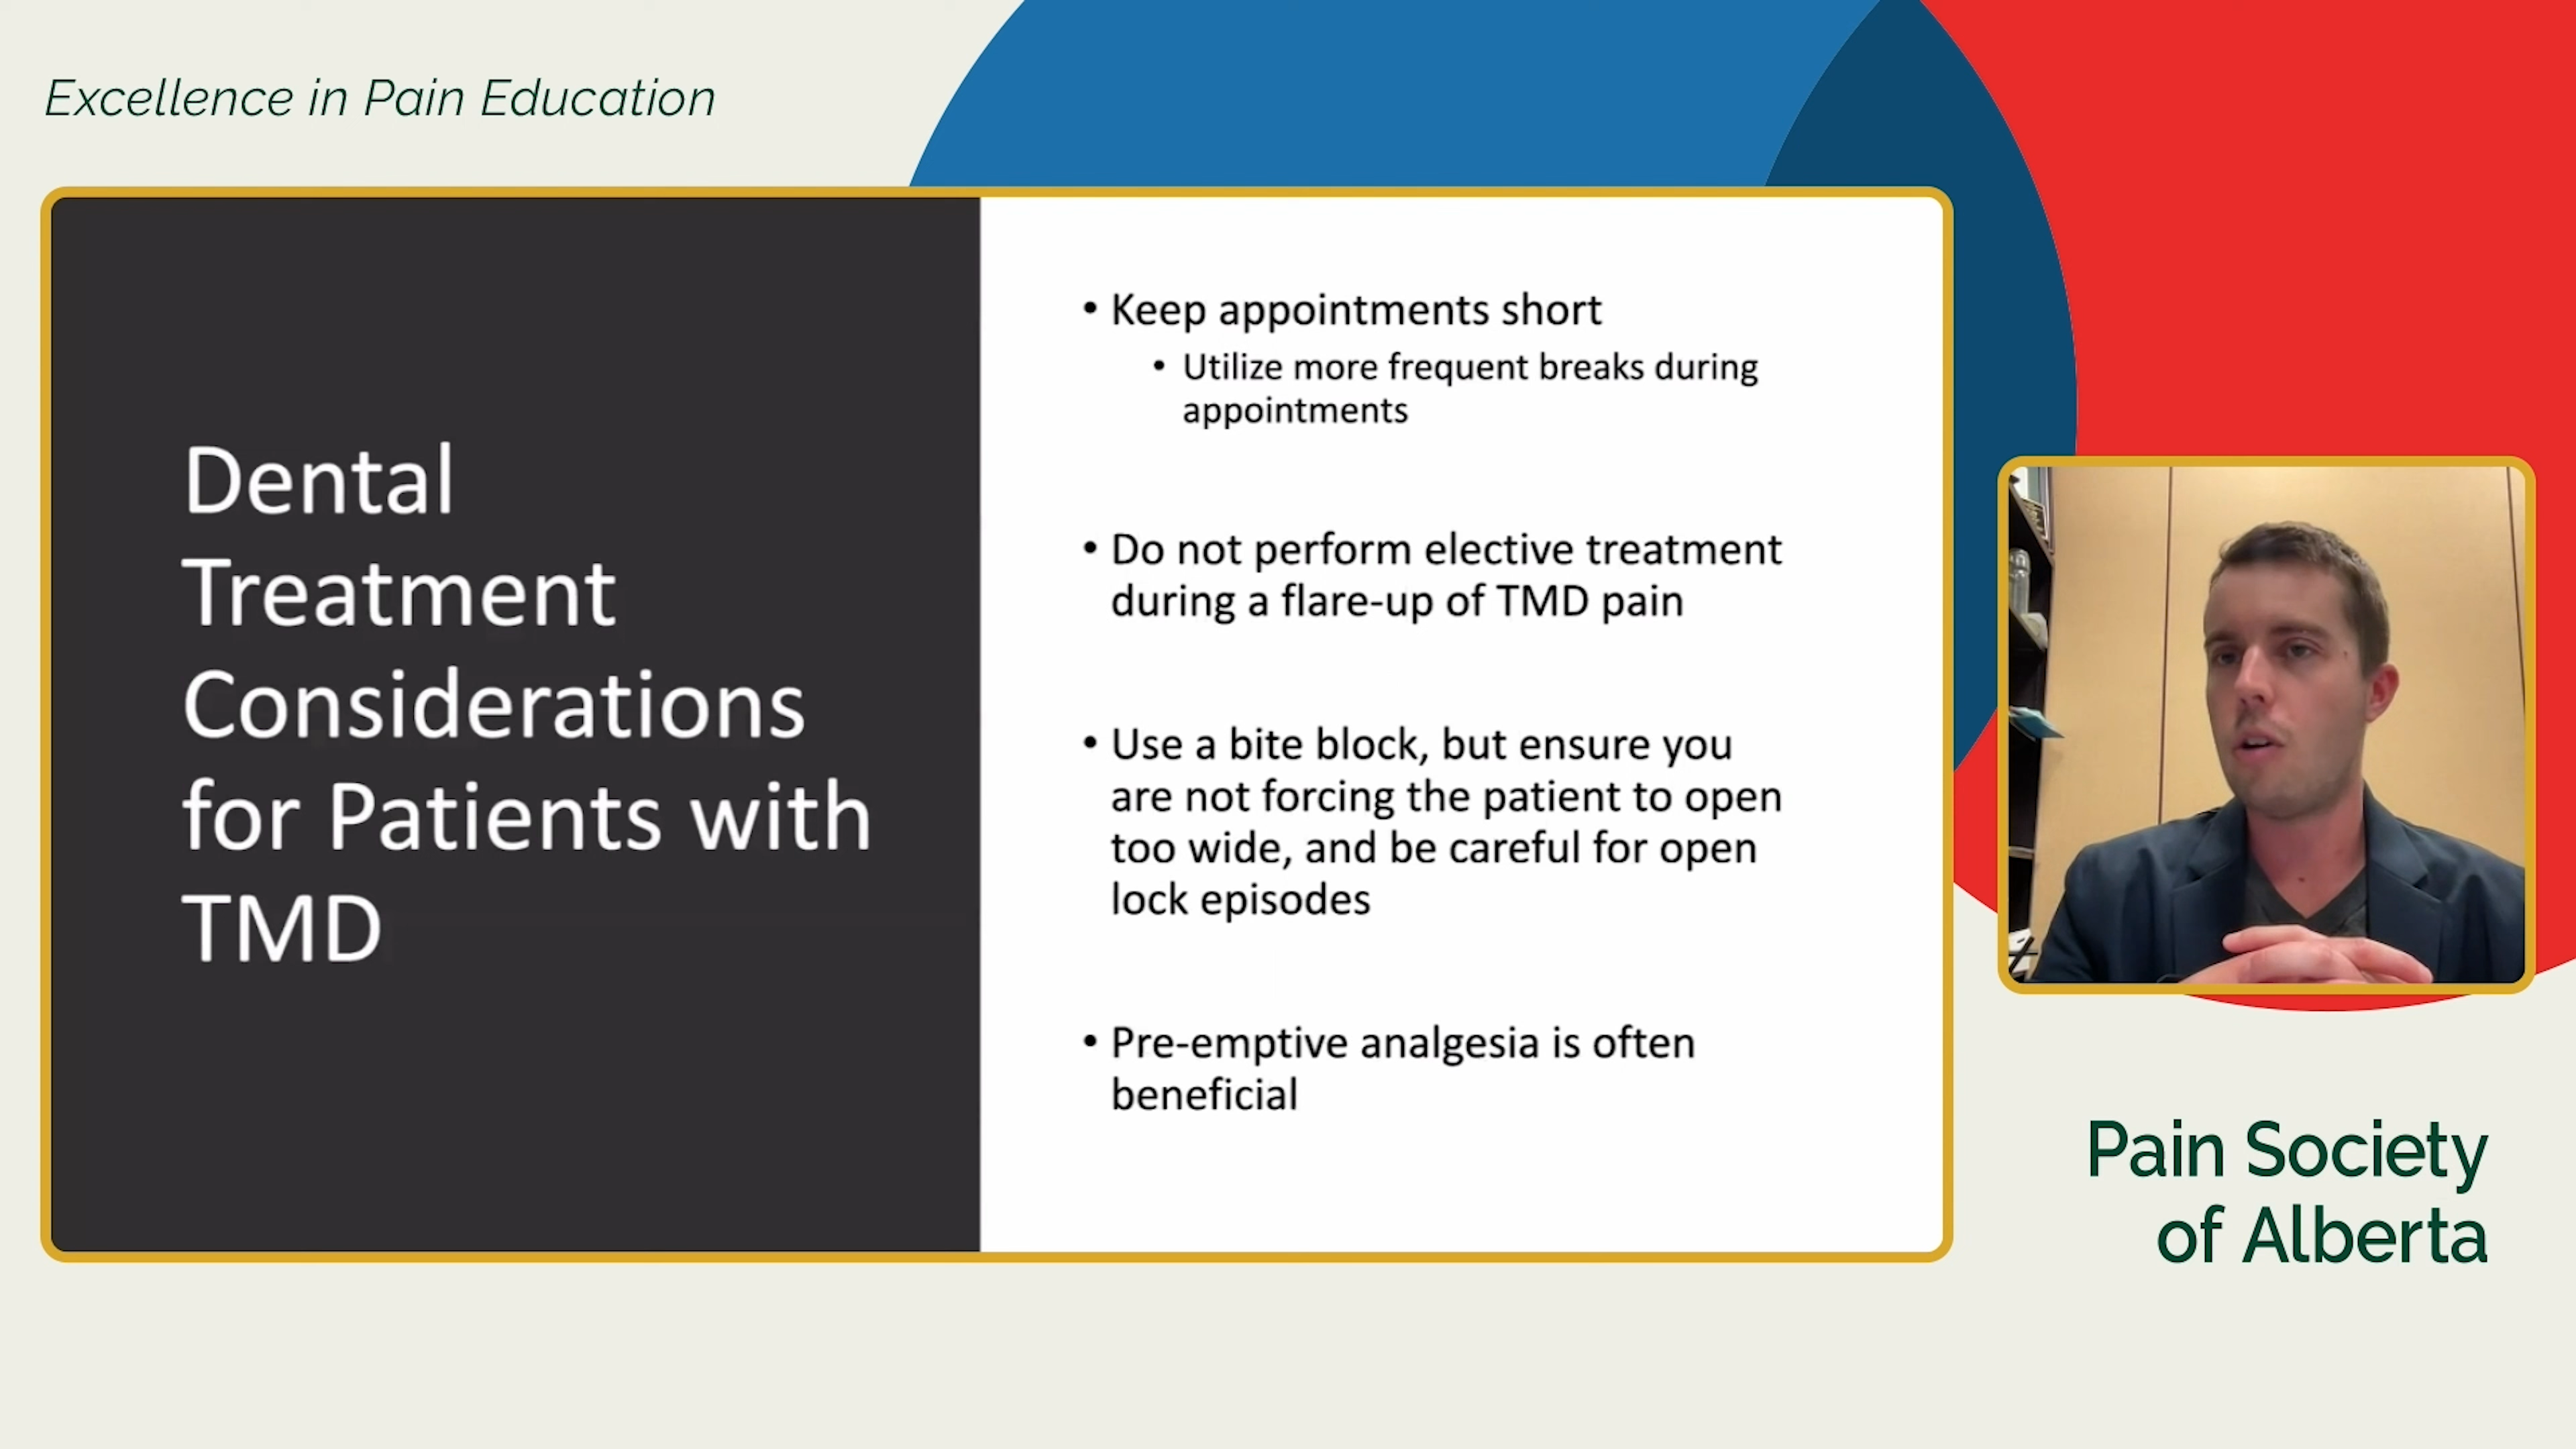 Excellence in Pain Education
Dental
Treatment
Considerations
for Patients with
TMD
• Keep appointments short
• Utilize more frequent breaks during
appointments
• Do not perform elective treatment
during a flare-up of TMD pain
• Use a bite block, but ensure you
are not forcing the patient to open
too wide, and be careful for open
lock episodes
• Pre-emptive analgesia is often
beneficial
Pain Society
of Alberta